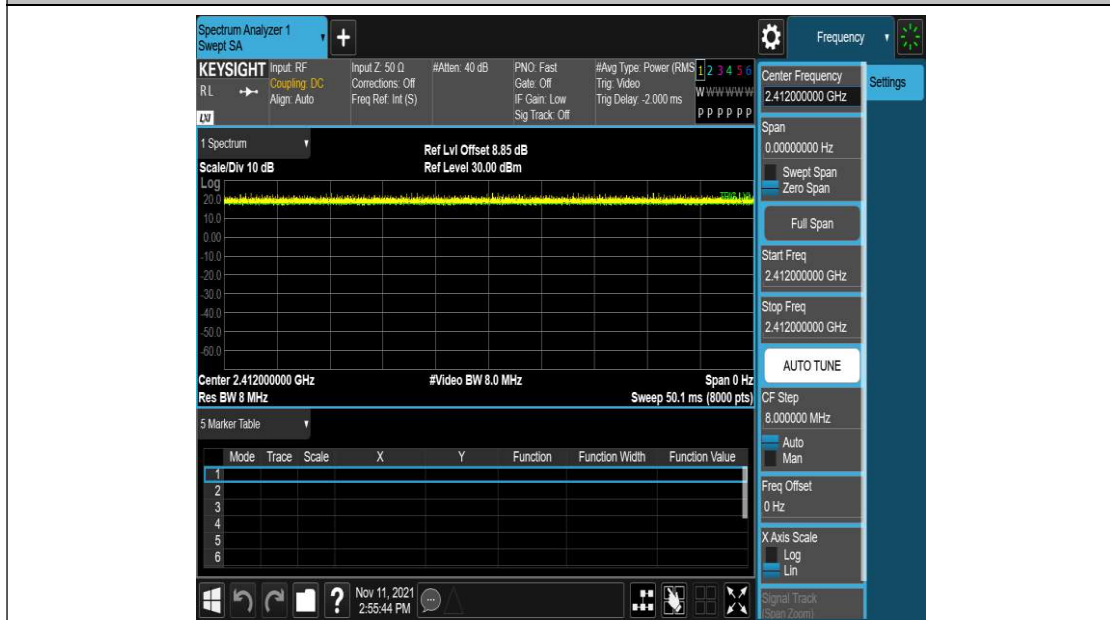 Spectrum Analyzer 1
Swept SA
+
Frequency
KEYSIGHT
RL
LXI
Input: RF
Coupling: DC
Align: Auto
Input Z: 50 Ω
Corrections: Off
Freq Ref: Int (S)
#Atten: 40 dB
PNO: Fast
Gate: Off
IF Gain: Low
Sig Track: Off
#Avg Type: Power (RMS
Trig: Video
Trig Delay: -2.000 ms
1 2 3 4 5 6
W W W W W W
P P P P P P
1 Spectrum
Scale/Div 10 dB
Ref Lvl Offset 8.85 dB
Ref Level 30.00 dBm
Log
20.0
10.0
0.00
-10.0
-20.0
-30.0
-40.0
-50.0
-60.0
Center 2.412000000 GHz
#Video BW 8.0 MHz
Span 0 Hz
Res BW 8 MHz
Sweep 50.1 ms (8000 pts)
5 Marker Table
Mode Trace Scale X Y Function Function Width Function Value
1
2
3
4
5
6
Nov 11, 2021
2:55:44 PM
Center Frequency
2.412000000 GHz
Settings
Span
0.00000000 Hz
Swept Span
Zero Span
Full Span
Start Freq
2.412000000 GHz
Stop Freq
2.412000000 GHz
AUTO TUNE
CF Step
8.000000 MHz
Auto
Man
Freq Offset
0 Hz
X Axis Scale
Log
Lin
Signal Track
(Span Zoom)